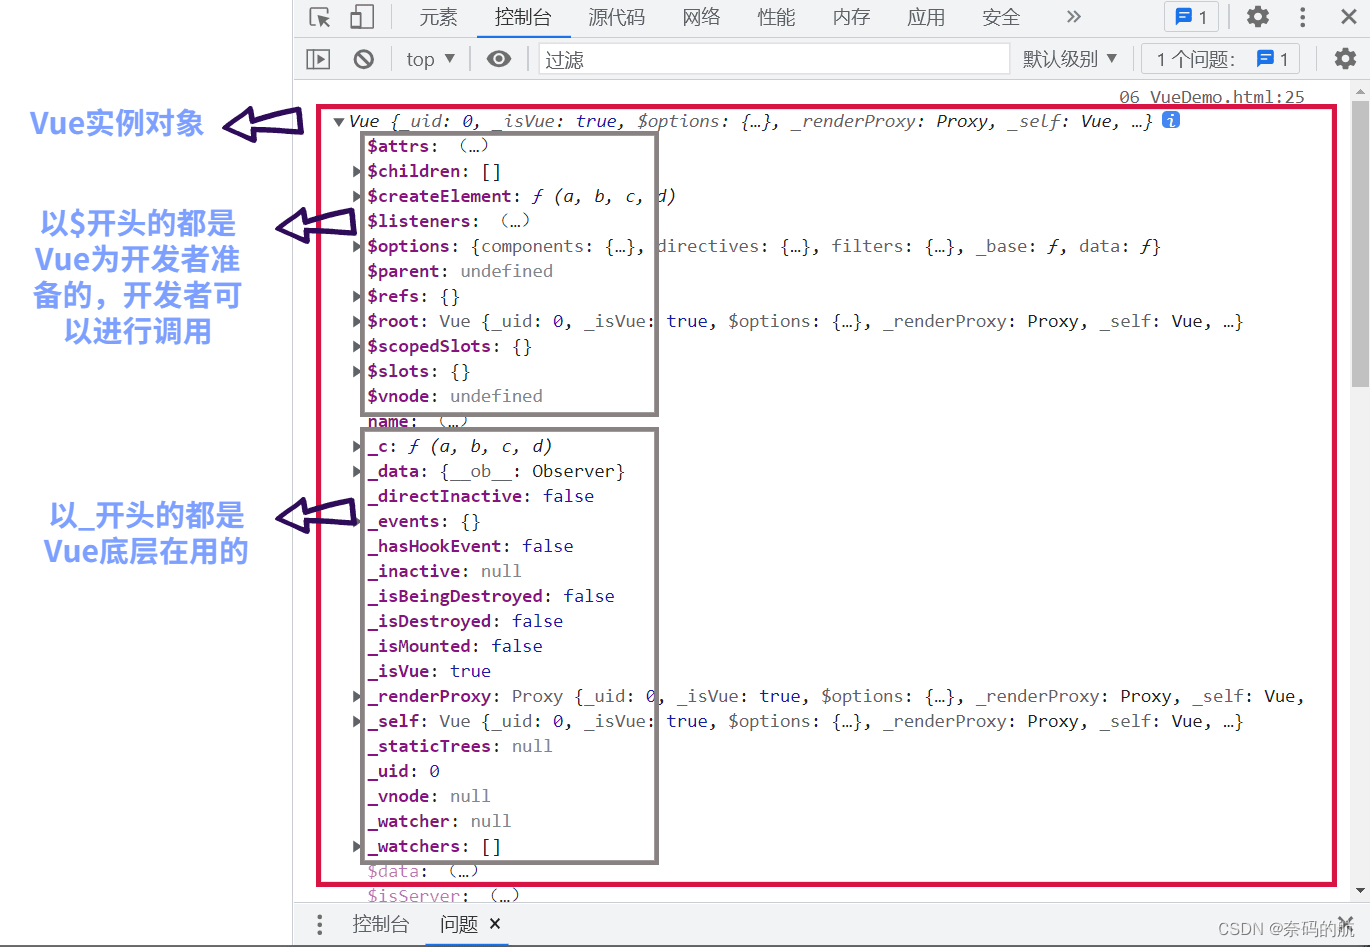 元素 控制台 源代码 网络 性能 内存 应用 安全 » 1
top ▼ 过滤 默认级别 ▼ 1 个问题: 1
06 VueDemo.html:25
Vue实例对象
▼Vue {_uid: 0, _isVue: true, $options: {…}, _renderProxy: Proxy, _self: Vue, …} i
$attrs: (…)
▶$children: []
▶$createElement: ƒ (a, b, c, d)
$listeners: (…)
▶$options: {components: {…}, directives: {…}, filters: {…}, _base: ƒ, data: ƒ}
$parent: undefined
▶$refs: {}
▶$root: Vue {_uid: 0, _isVue: true, $options: {…}, _renderProxy: Proxy, _self: Vue, …}
▶$scopedSlots: {}
▶$slots: {}
$vnode: undefined
以$开头的都是
Vue为开发者准
备的，开发者可
以进行调用
name: (…)
▶_c: ƒ (a, b, c, d)
▶_data: {__ob__: Observer}
_directInactive: false
▶_events: {}
_hasHookEvent: false
_inactive: null
_isBeingDestroyed: false
_isDestroyed: false
_isMounted: false
_isVue: true
▶_renderProxy: Proxy {_uid: 0, _isVue: true, $options: {…}, _renderProxy: Proxy, _self: Vue,
▶_self: Vue {_uid: 0, _isVue: true, $options: {…}, _renderProxy: Proxy, _self: Vue, …}
_staticTrees: null
_uid: 0
_vnode: null
_watcher: null
▶_watchers: []
以_开头的都是
Vue底层在用的
$data: (…)
$isServer: (…)
控制台 问题 ×
CSDN @奈码的航